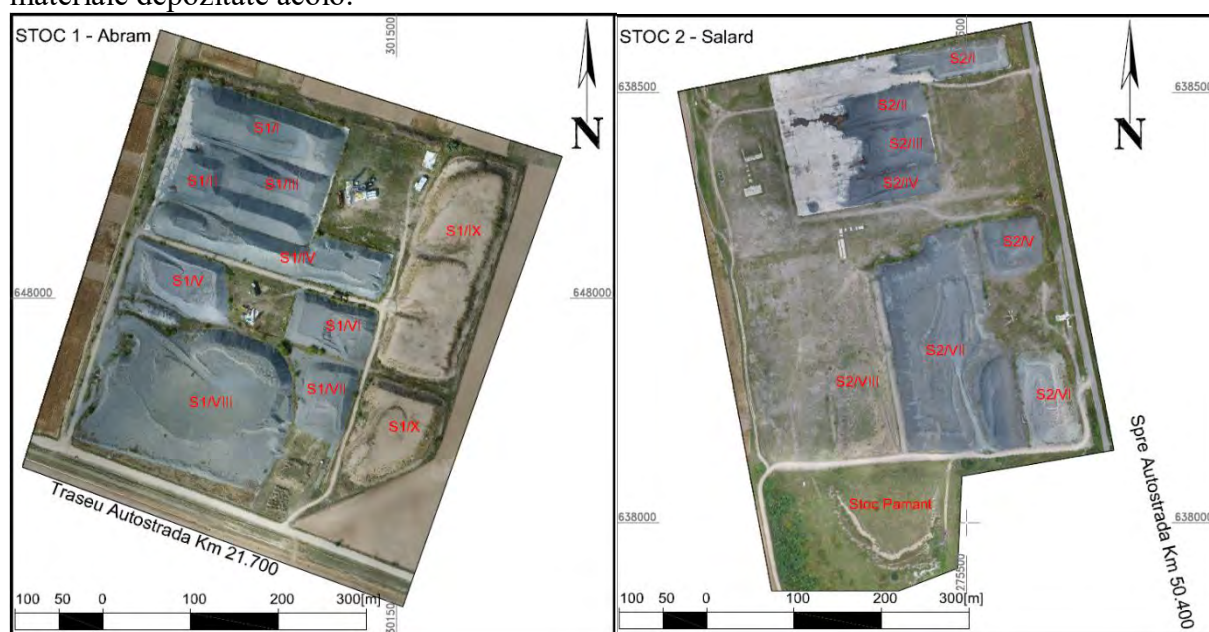 materiale depozitate acolo.
STOC 1 - Abram
301500
N
S1/I
S1/II
S1/III
S1/IX
S1/IV
S1/V
648000
648000
S1/VI
S1/VII
S1/VIII
S1/X
Traseu Autostrada Km 21.700
301500
100 50 0 100 200 300[m]
STOC 2 - Salard
S2/I
638500
638500
S2/II
N
S2/III
S2/IV
S2/V
S2/VII
S2/VIII
S2/VI
Spre Autostrada Km 50.400
Stoc Pamant
638000
638000
275500
100 50 0 100 200 300[m]